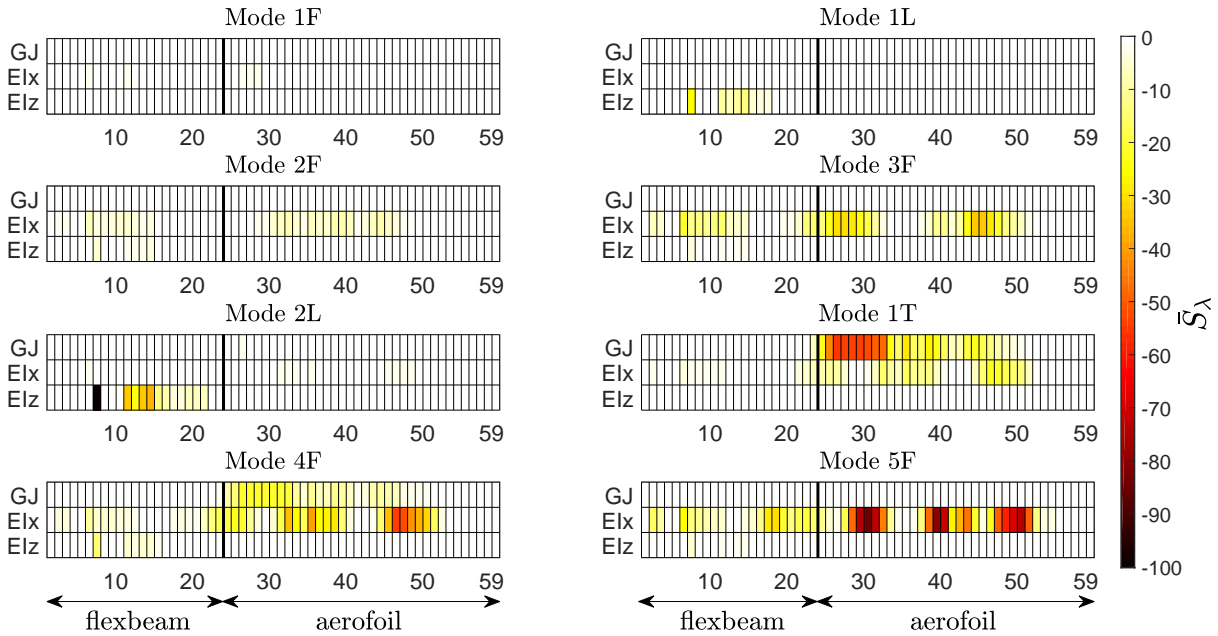 Mode 1F
GJ
EIx
EIz
10 20 30 40 50 59
Mode 1L
GJ
EIx
EIz
10 20 30 40 50 59
Mode 2F
GJ
EIx
EIz
10 20 30 40 50 59
Mode 3F
GJ
EIx
EIz
10 20 30 40 50 59
Mode 2L
GJ
EIx
EIz
10 20 30 40 50 59
Mode 1T
GJ
EIx
EIz
10 20 30 40 50 59
Mode 4F
GJ
EIx
EIz
10 20 30 40 50 59
flexbeam aerofoil
Mode 5F
GJ
EIx
EIz
10 20 30 40 50 59
flexbeam aerofoil
0
-10
-20
-30
-40
-50
-60
-70
-80
-90
-100
S̄λ